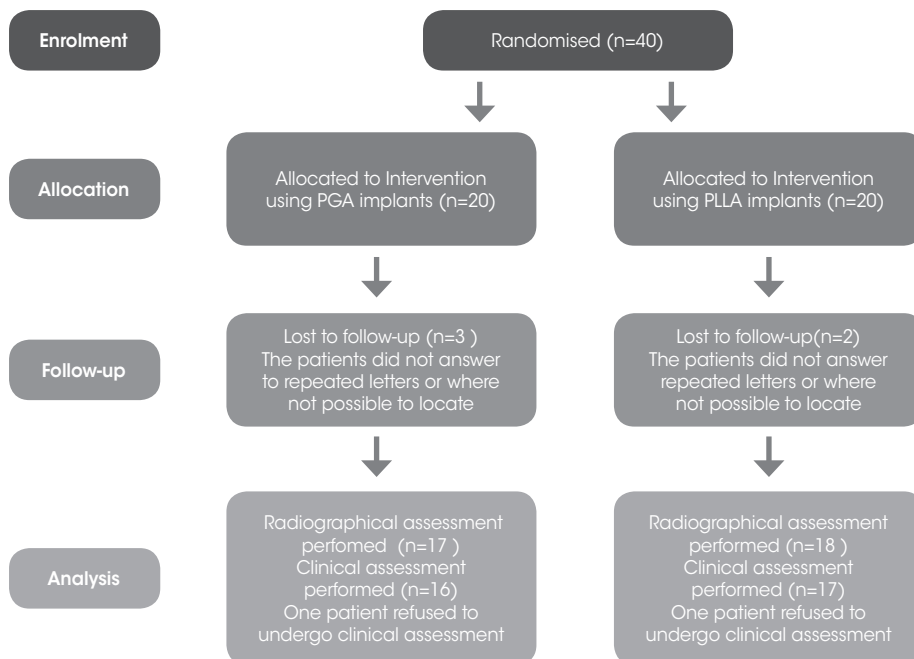 Enrolment
Randomised (n=40)
Allocation
Allocated to Intervention
using PGA implants (n=20)
Allocated to Intervention
using PLLA implants (n=20)
Follow-up
Lost to follow-up (n=3 )
The patients did not answer
to repeated letters or where
not possible to locate
Lost to follow-up(n=2)
The patients did not answer
repeated letters or where
not possible to locate
Analysis
Radiographical assessment
perfomed (n=17 )
Clinical assessment
performed (n=16)
One patient refused to
undergo clinical assessment
Radiographical assessment
performed (n=18 )
Clinical assessment
performed (n=17)
One patient refused to
undergo clinical assessment